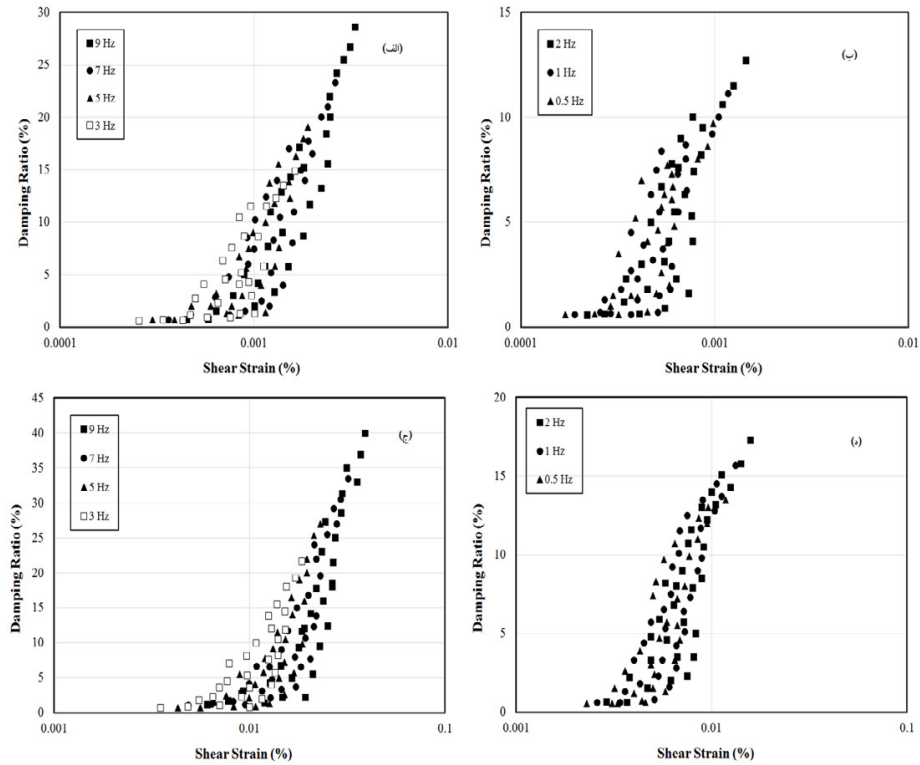 30
25
20
15
10
5
0
Damping Ratio (%)
9 Hz
7 Hz
5 Hz
3 Hz
(الف)
0.0001
0.001
0.01
Shear Strain (%)
15
10
5
0
Damping Ratio (%)
2 Hz
1 Hz
0.5 Hz
(ب)
0.0001
0.001
0.01
Shear Strain (%)
45
40
35
30
25
20
15
10
5
0
Damping Ratio (%)
9 Hz
7 Hz
5 Hz
3 Hz
(ج)
0.001
0.01
0.1
Shear Strain (%)
20
15
10
5
0
Damping Ratio (%)
2 Hz
1 Hz
0.5 Hz
(د)
0.001
0.01
0.1
Shear Strain (%)